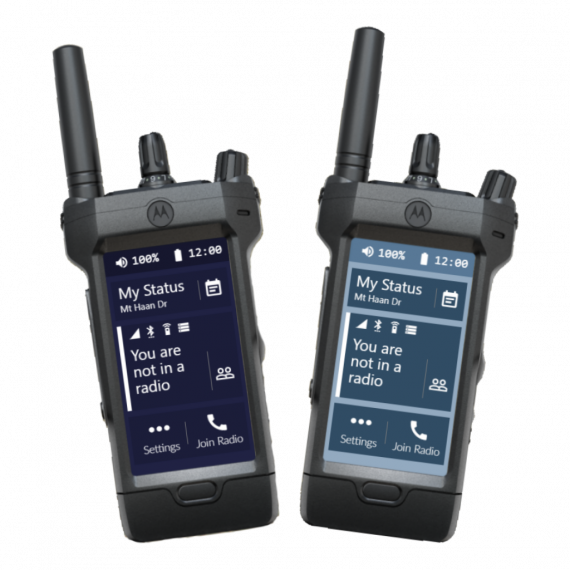 100% 12:00
My Status
Mt Haan Dr
You are
not in a
radio
Settings Join Radio
100% 12:00
My Status
Mt Haan Dr
You are
not in a
radio
Settings Join Radio